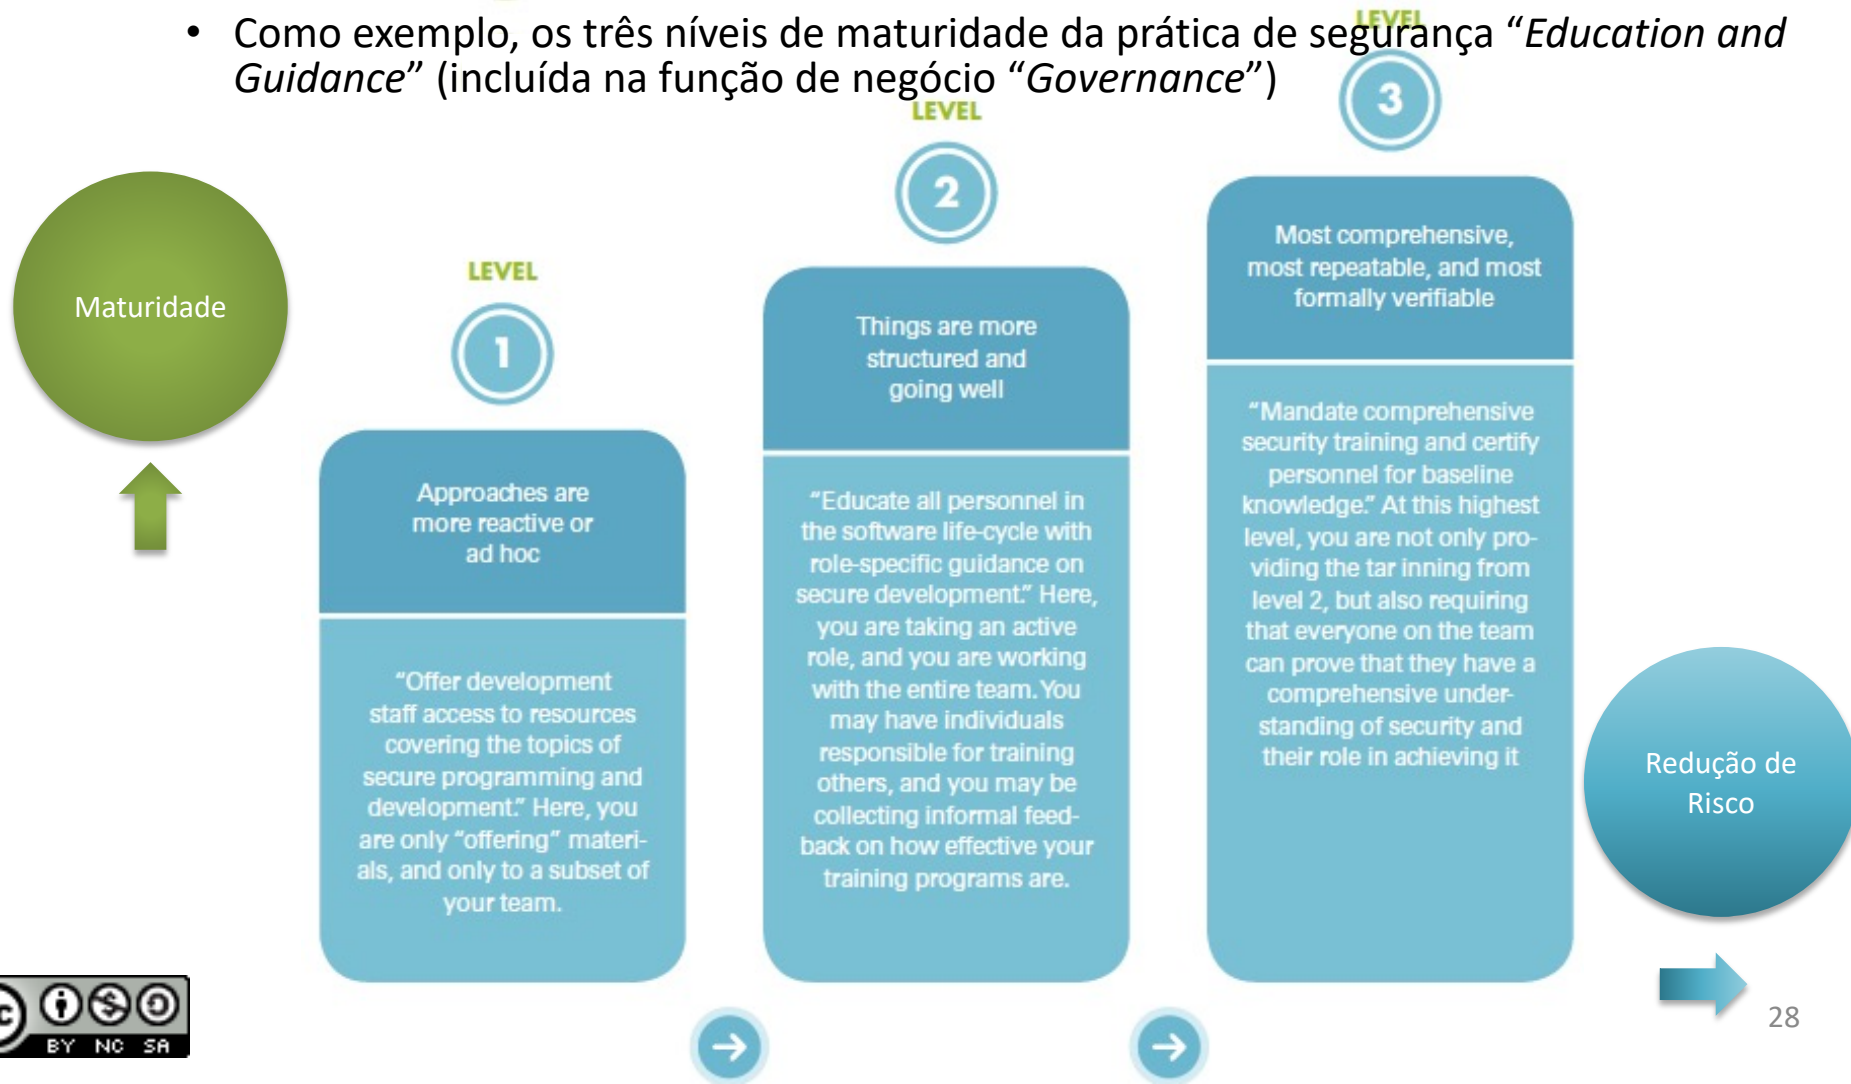 • Como exemplo, os três níveis de maturidade da prática de segurança “Education and
Guidance” (incluída na função de negócio “Governance”)
Maturidade
LEVEL
1
Approaches are
more reactive or
ad hoc
“Offer development
staff access to resources
covering the topics of
secure programming and
development.” Here, you
are only “offering” materi-
als, and only to a subset of
your team.
LEVEL
2
Things are more
structured and
going well
“Educate all personnel in
the software life-cycle with
role-specific guidance on
secure development.” Here,
you are taking an active
role, and you are working
with the entire team. You
may have individuals
responsible for training
others, and you may be
collecting informal feed-
back on how effective your
training programs are.
LEVEL
3
Most comprehensive,
most repeatable, and most
formally verifiable
“Mandate comprehensive
security training and certify
personnel for baseline
knowledge.” At this highest
level, you are not only pro-
viding the tar inning from
level 2, but also requiring
that everyone on the team
can prove that they have a
comprehensive under-
standing of security and
their role in achieving it
Redução de
Risco
cc
BY NC SA
28